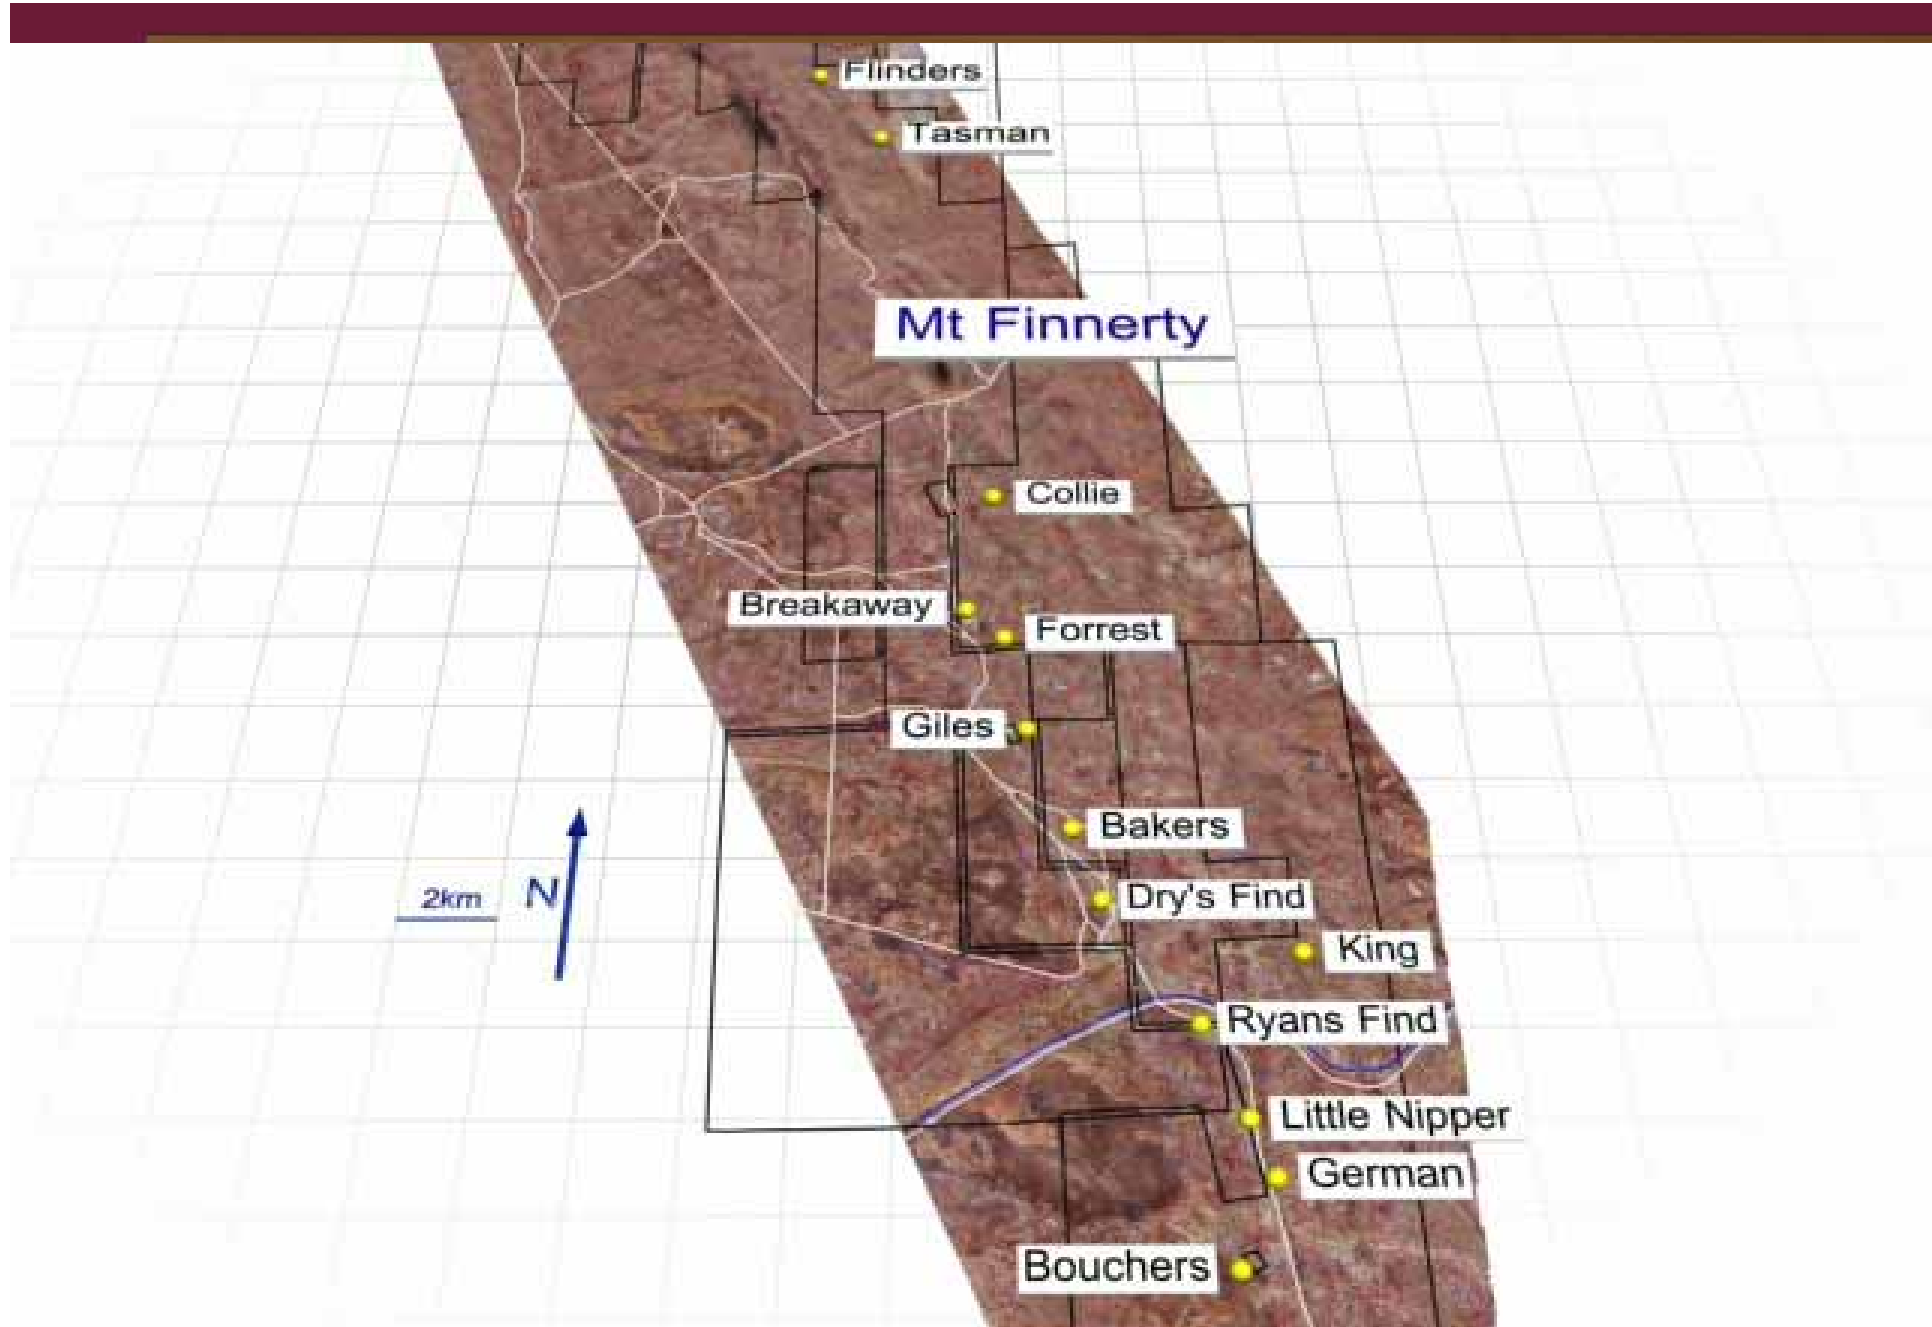 Flinders
Tasman
Mt Finnerty
Collie
Breakaway
Forrest
Giles
Bakers
Dry's Find
2km
N
King
Ryans Find
Little Nipper
German
Bouchers